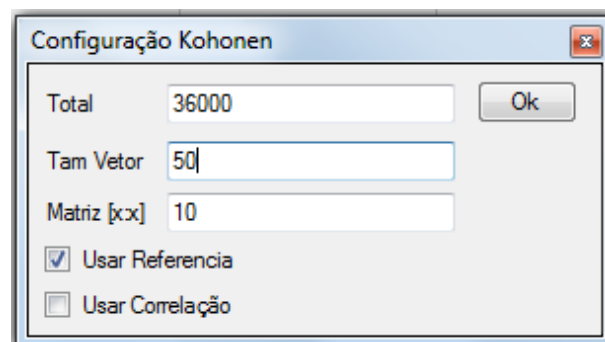 Configuração Kohonen
Total 36000 Ok
Tam Vetor 50
Matriz [x:x] 10
Usar Referencia
Usar Correlação